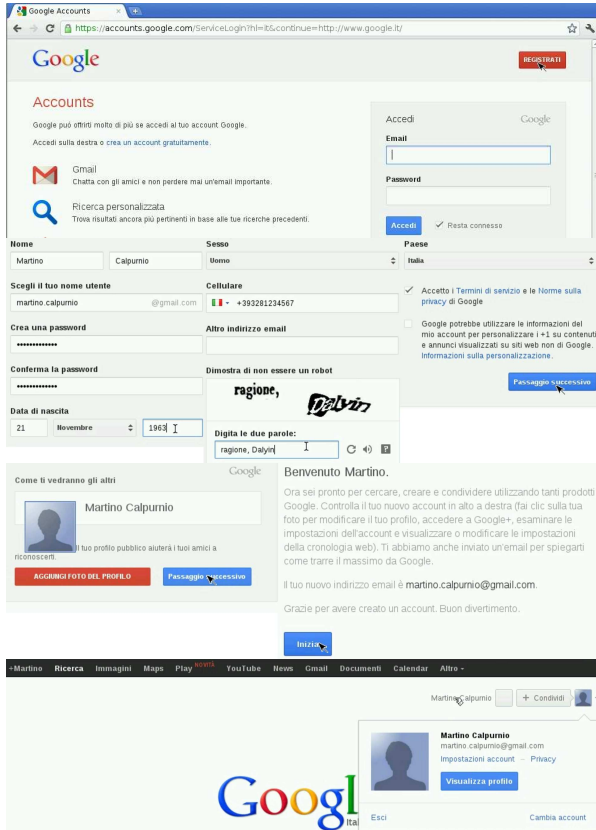 Google Accounts
https://accounts.google.com/ServiceLogin?hl=it&continue=http://www.google.it/
Google
REGISTRATI
Accounts
Google può offrirti molto di più se accedi al tuo account Google.
Accedi sulla destra o crea un account gratuitamente.
Gmail
Chatta con gli amici e non perdere mai un'email importante.
Ricerca personalizzata
Trova risultati ancora più pertinenti in base alle tue ricerche precedenti.
Accedi Google
Email
Password
Accedi
Resta connesso
Nome
Martino Calpurnio
Scegli il tuo nome utente
martino.calpurnio @gmail.com
Crea una password
Conferma la password
Data di nascita
21 Novembre 1963
Sesso
Uomo
Cellulare
+393281234567
Altro indirizzo email
Dimostra di non essere un robot
ragione, Dalyin
Digita le due parole:
ragione, Dalyin
Paese
Italia
Accetto i Termini di servizio e le Norme sulla
privacy di Google
Google potrebbe utilizzare le informazioni del
mio account per personalizzare i +1 su contenuti
e annunci visualizzati su siti web non di Google.
Informazioni sulla personalizzazione.
Passaggio successivo
Google
Come ti vedranno gli altri
Martino Calpurnio
Il tuo profilo pubblico aiuterà i tuoi amici a
riconoscerti.
AGGIUNGI FOTO DEL PROFILO
Passaggio successivo
Benvenuto Martino.
Ora sei pronto per cercare, creare e condividere utilizzando tanti prodotti
Google. Controlla il tuo nuovo account in alto a destra (fai clic sulla tua
foto per modificare il tuo profilo, accedere a Google+, esaminare le
impostazioni dell'account e visualizzare o modificare le impostazioni
della cronologia web). Ti abbiamo anche inviato un'email per spiegarti
come trarre il massimo da Google.
Il tuo nuovo indirizzo email è martino.calpurnio@gmail.com.
Grazie per avere creato un account. Buon divertimento.
Inizia
+Martino Ricerca Immagini Maps Play NOVITÀ YouTube News Gmail Documenti Calendar Altro
Martino Calpurnio + Condividi
Martino Calpurnio
martino.calpurnio@gmail.com
Impostazioni account – Privacy
Visualizza profilo
Esci Cambia account
Googl
Ital